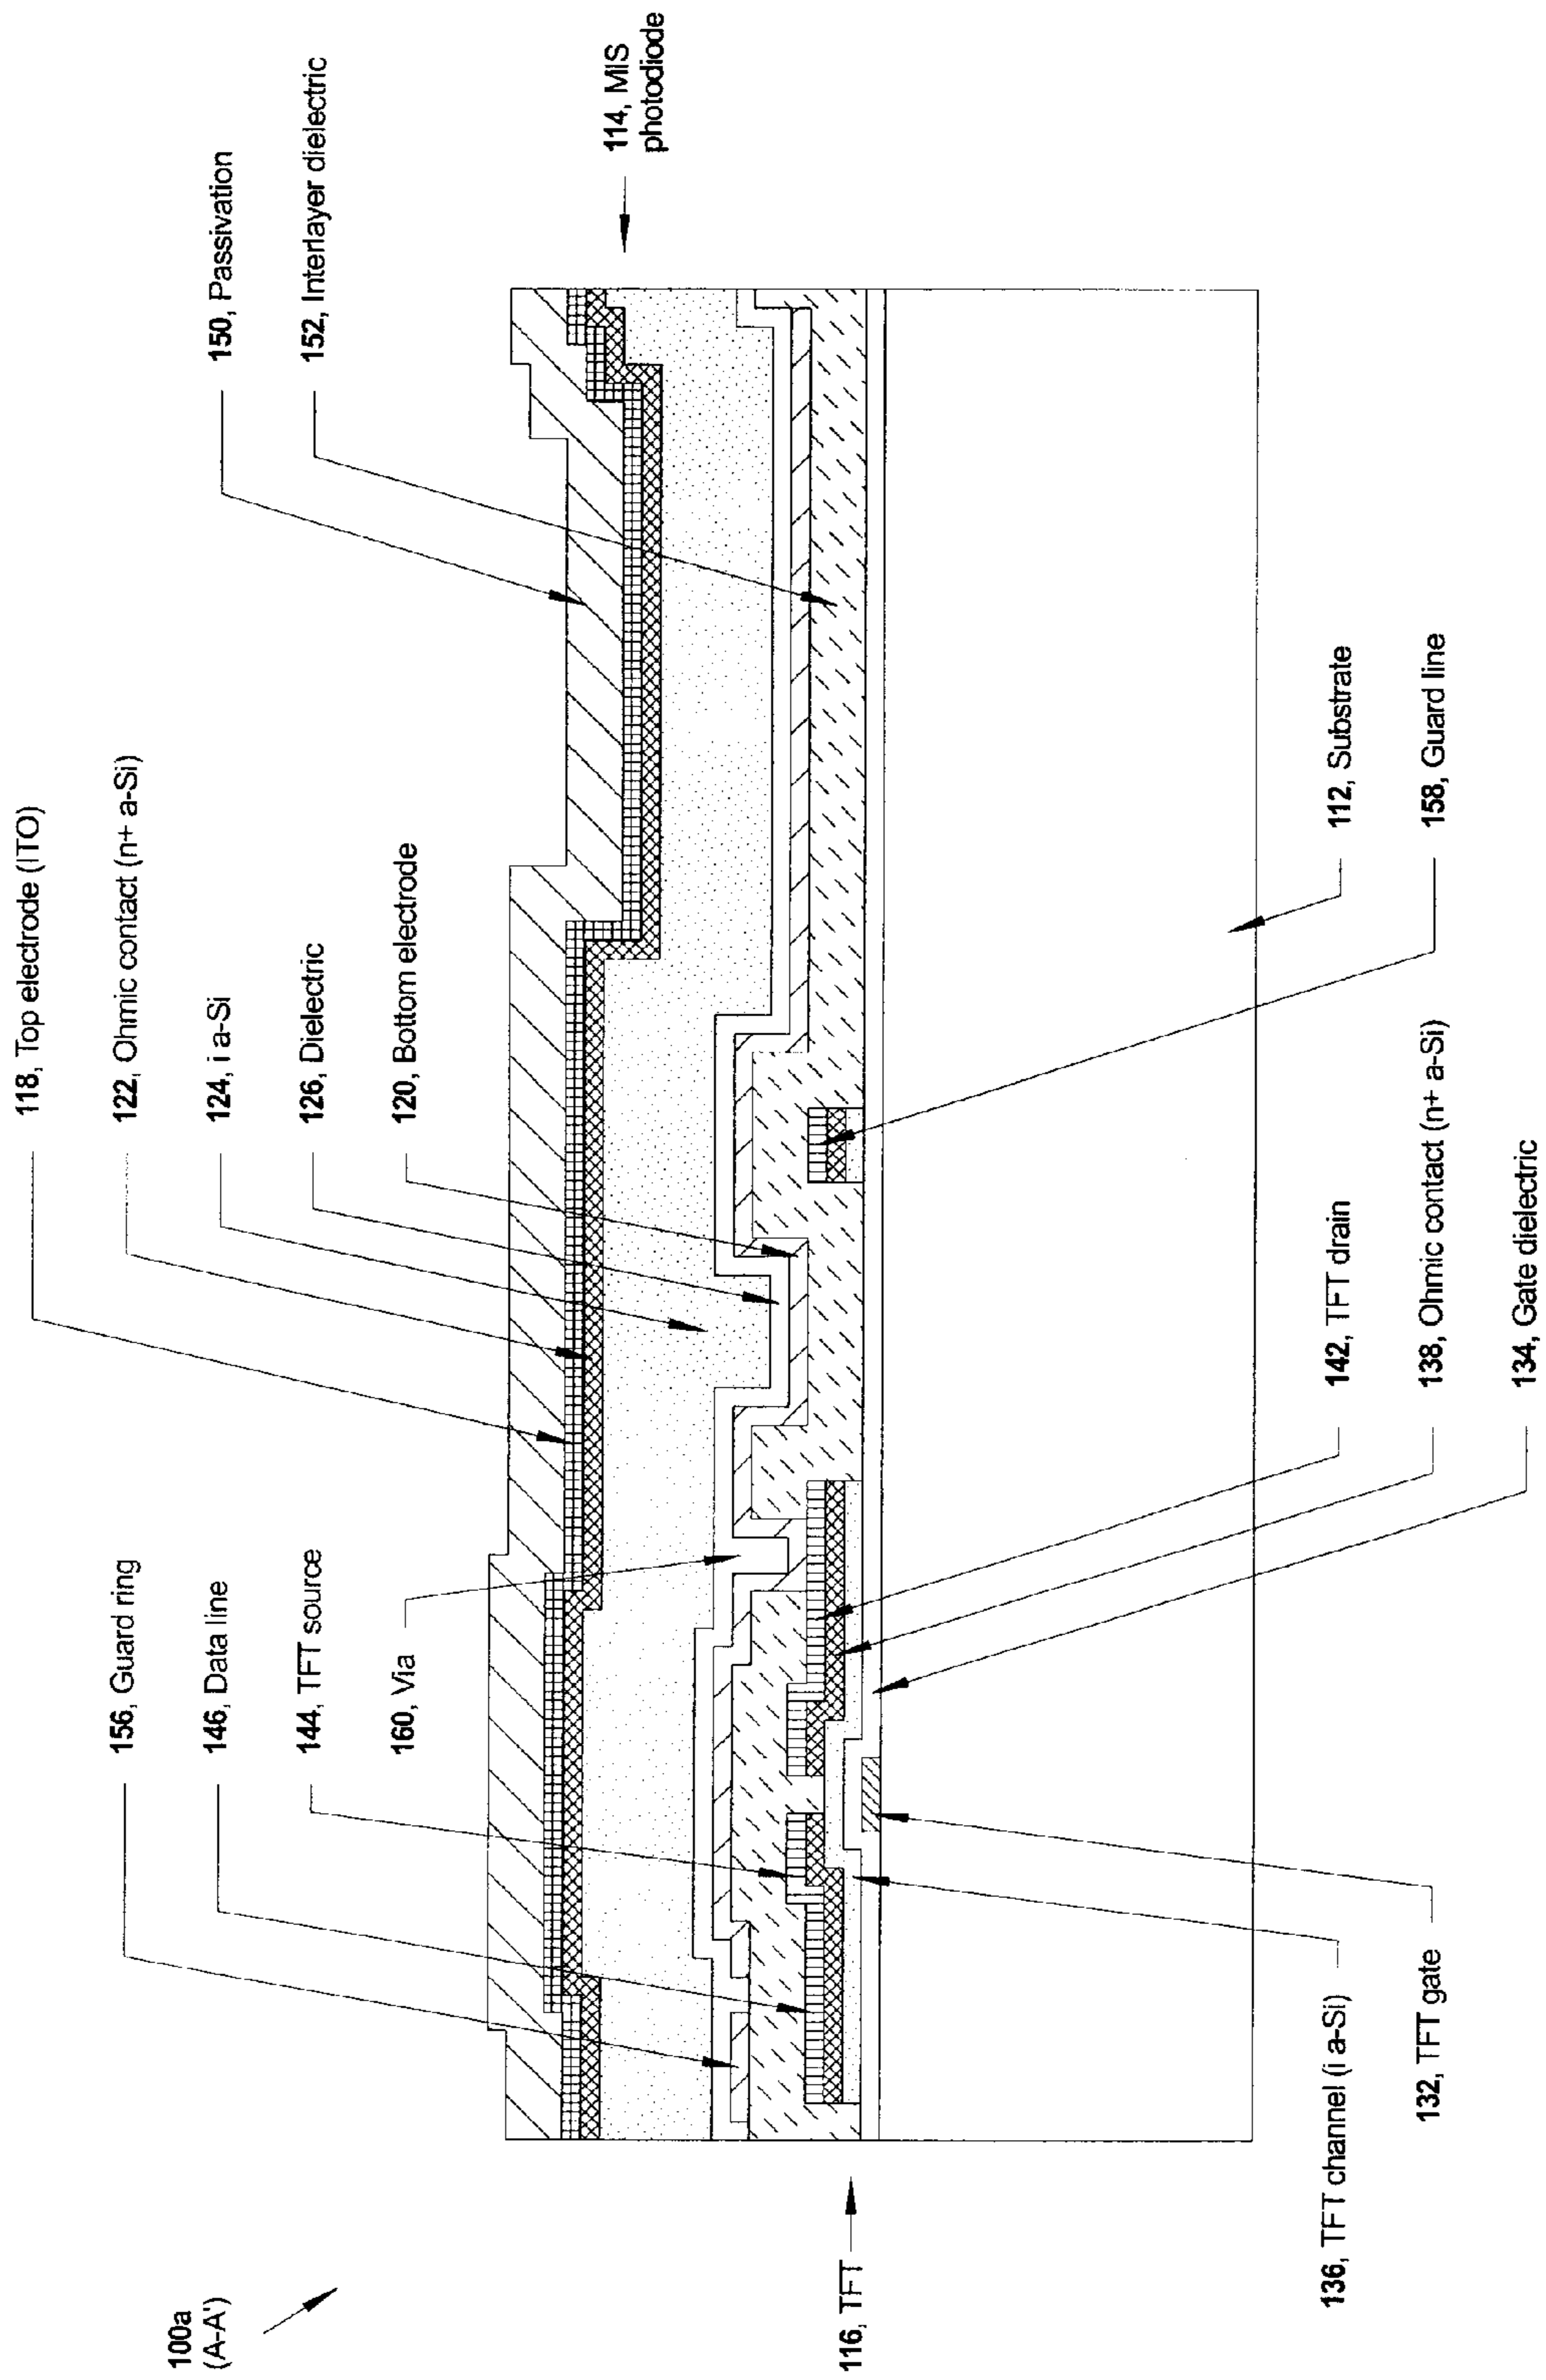 100a
(A-A')
118, Top electrode (ITO)
122, Ohmic contact (n+ a-Si)
124, i a-Si
126, Dielectric
120, Bottom electrode
150, Passivation
152, Interlayer dielectric
114, MIS
photodiode
156, Guard ring
146, Data line
144, TFT source
160, Via
116, TFT
136, TFT channel (i a-Si)
132, TFT gate
142, TFT drain
138, Ohmic contact (n+ a-Si)
134, Gate dielectric
112, Substrate
158, Guard line